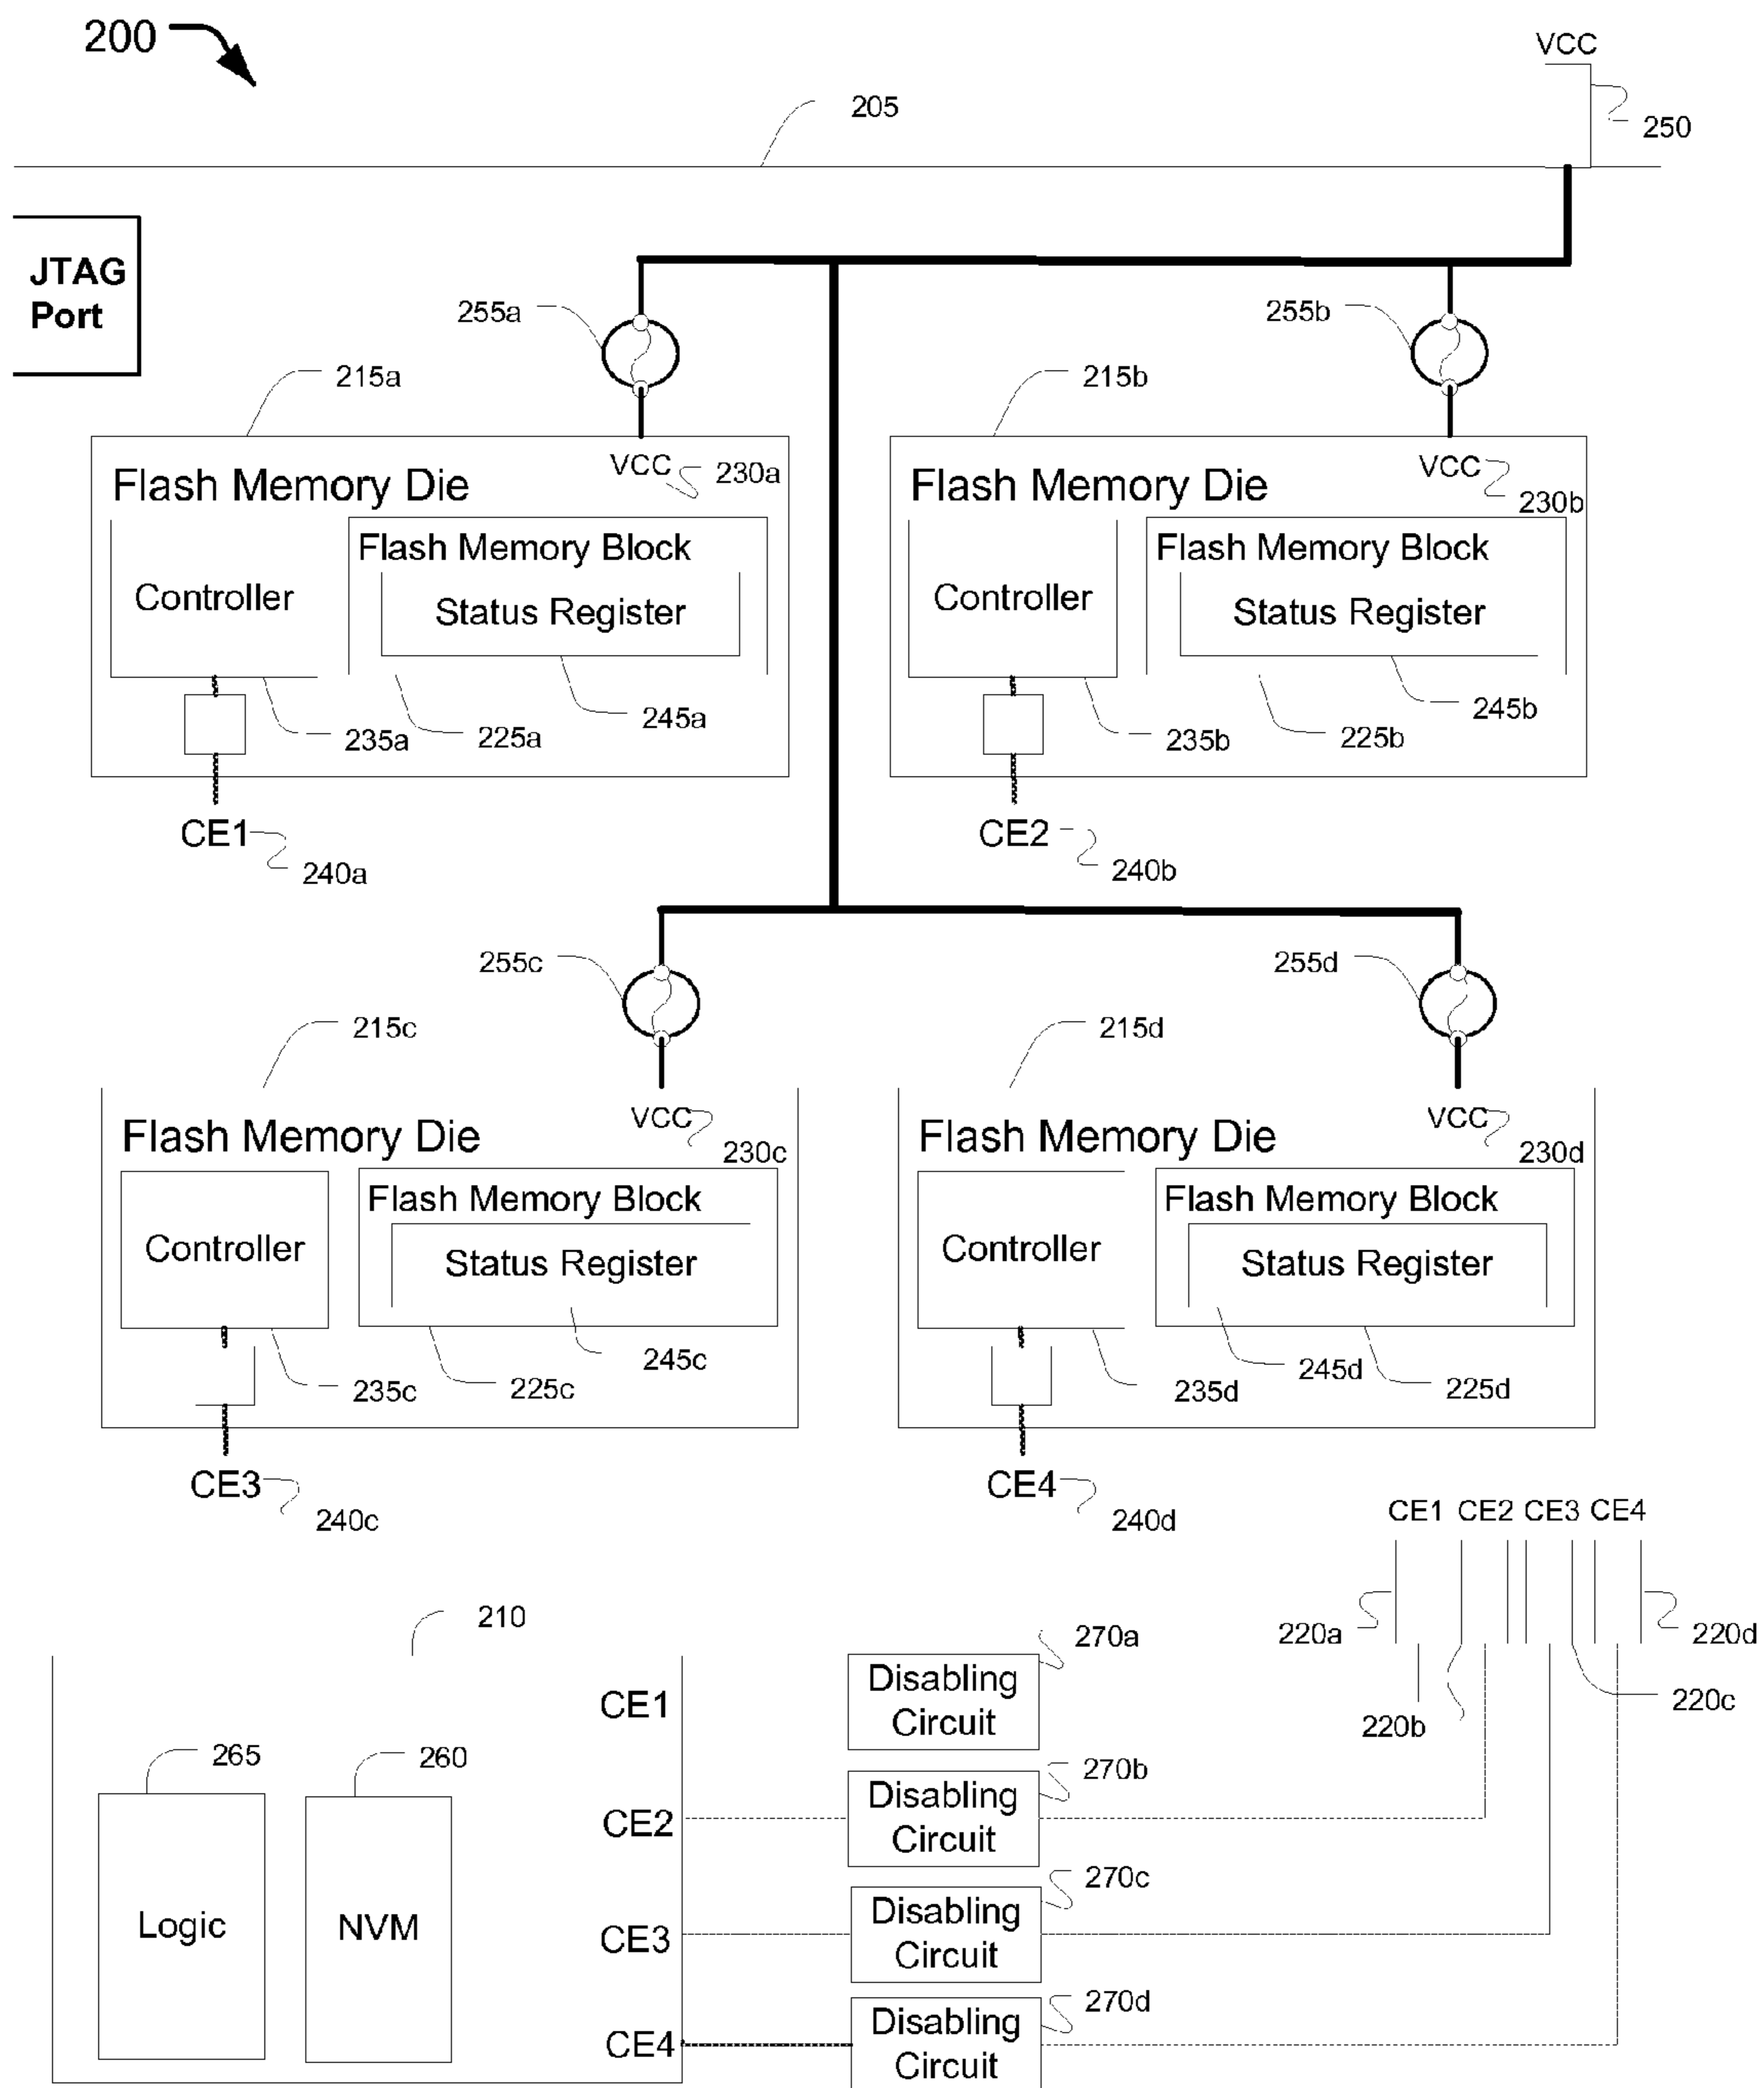 200
VCC
205
250
JTAG
Port
255a
255b
215a
215b
VCC
230a
VCC
230b
Flash Memory Die
Flash Memory Die
Flash Memory Block
Flash Memory Block
Controller
Status Register
Controller
Status Register
245a
245b
235a
225a
235b
225b
CE1
CE2
240a
240b
255c
255d
215c
215d
VCC
230c
VCC
230d
Flash Memory Die
Flash Memory Die
Flash Memory Block
Flash Memory Block
Controller
Status Register
Controller
Status Register
245c
245d
235c
225c
235d
225d
CE3
CE4
240c
240d
CE1 CE2 CE3 CE4
210
270a
220a
220d
Disabling
Circuit
CE1
220c
220b
265
260
270b
Disabling
Circuit
CE2
270c
Disabling
Circuit
Logic
NVM
CE3
270d
Disabling
Circuit
CE4